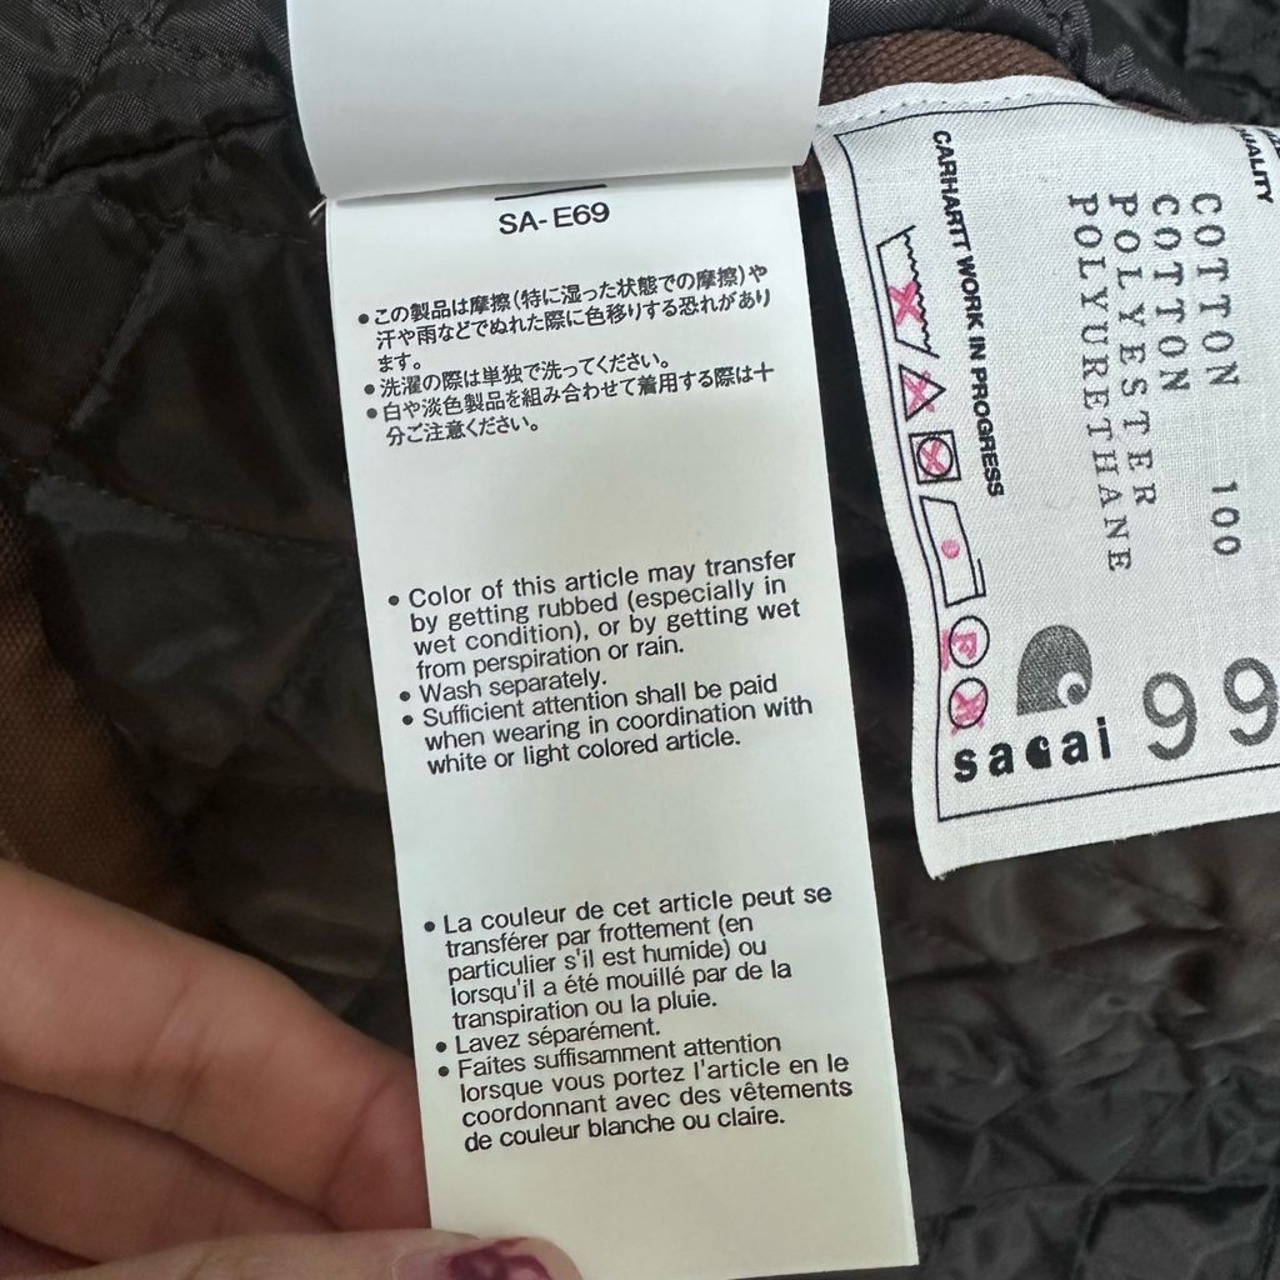 SA-E69
●この製品は摩擦(特に湿った状態での摩擦)や
汗や雨などでぬれた際に色移りする恐れがあり
ます。
●洗濯の際は単独で洗ってください。
●白や淡色製品を組み合わせて着用する際は十
分ご注意ください。
● Color of this article may transfer
by getting rubbed (especially in
wet condition), or by getting wet
from perspiration or rain.
● Wash separately.
● Sufficient attention shall be paid
when wearing in coordination with
white or light colored article.
● La couleur de cet article peut se
transférer par frottement (en
particulier s'il est humide) ou
lorsqu'il a été mouillé par de la
transpiration ou la pluie.
● Lavez séparément.
● Faites suffisamment attention
lorsque vous portez l'article en le
coordonnant avec des vêtements
de couleur blanche ou claire.
COTTON 100
COTTON
POLYESTER
POLYURETHANE
CARHARTT WORK IN PROGRESS
P
sacai
99